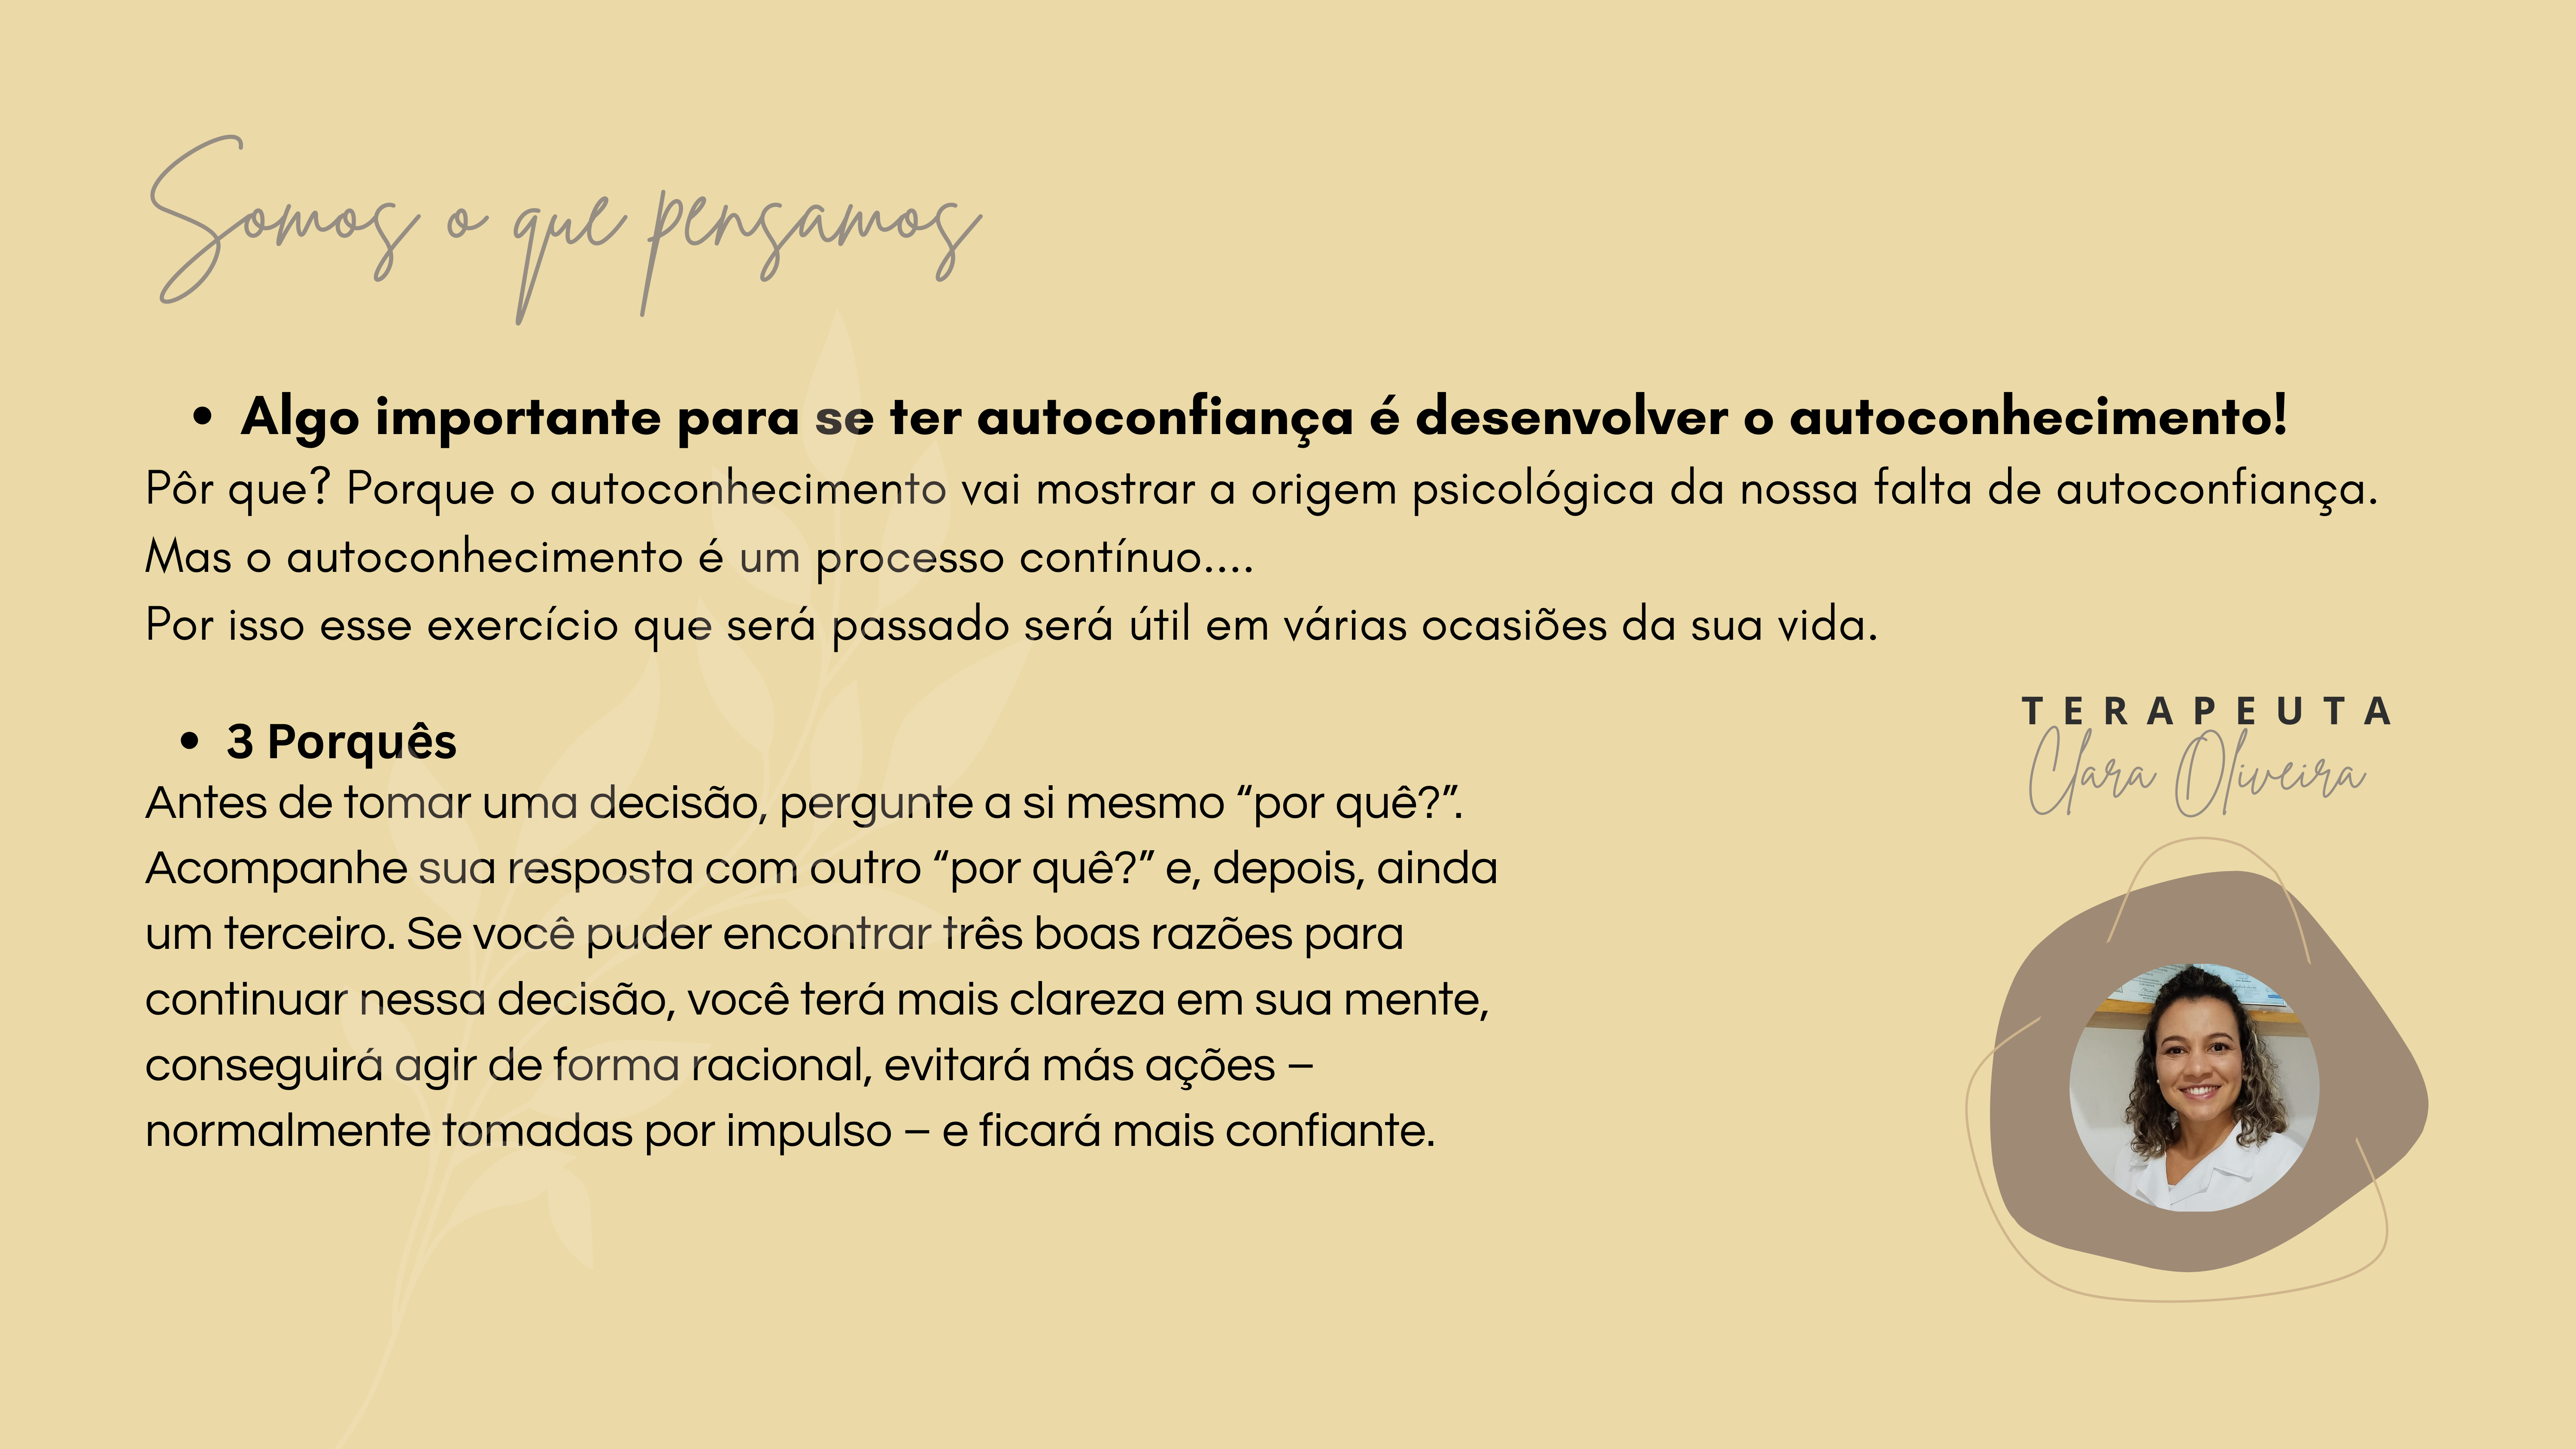 Somos o que pensamos
• Algo importante para se ter autoconfiança é desenvolver o autoconhecimento!
Pôr que? Porque o autoconhecimento vai mostrar a origem psicológica da nossa falta de autoconfiança.
Mas o autoconhecimento é um processo contínuo....
Por isso esse exercício que será passado será útil em várias ocasiões da sua vida.
• 3 Porquês
Antes de tomar uma decisão, pergunte a si mesmo “por quê?”.
Acompanhe sua resposta com outro “por quê?” e, depois, ainda
um terceiro. Se você puder encontrar três boas razões para
continuar nessa decisão, você terá mais clareza em sua mente,
conseguirá agir de forma racional, evitará más ações –
normalmente tomadas por impulso – e ficará mais confiante.
TERAPEUTA
Clara Oliveira